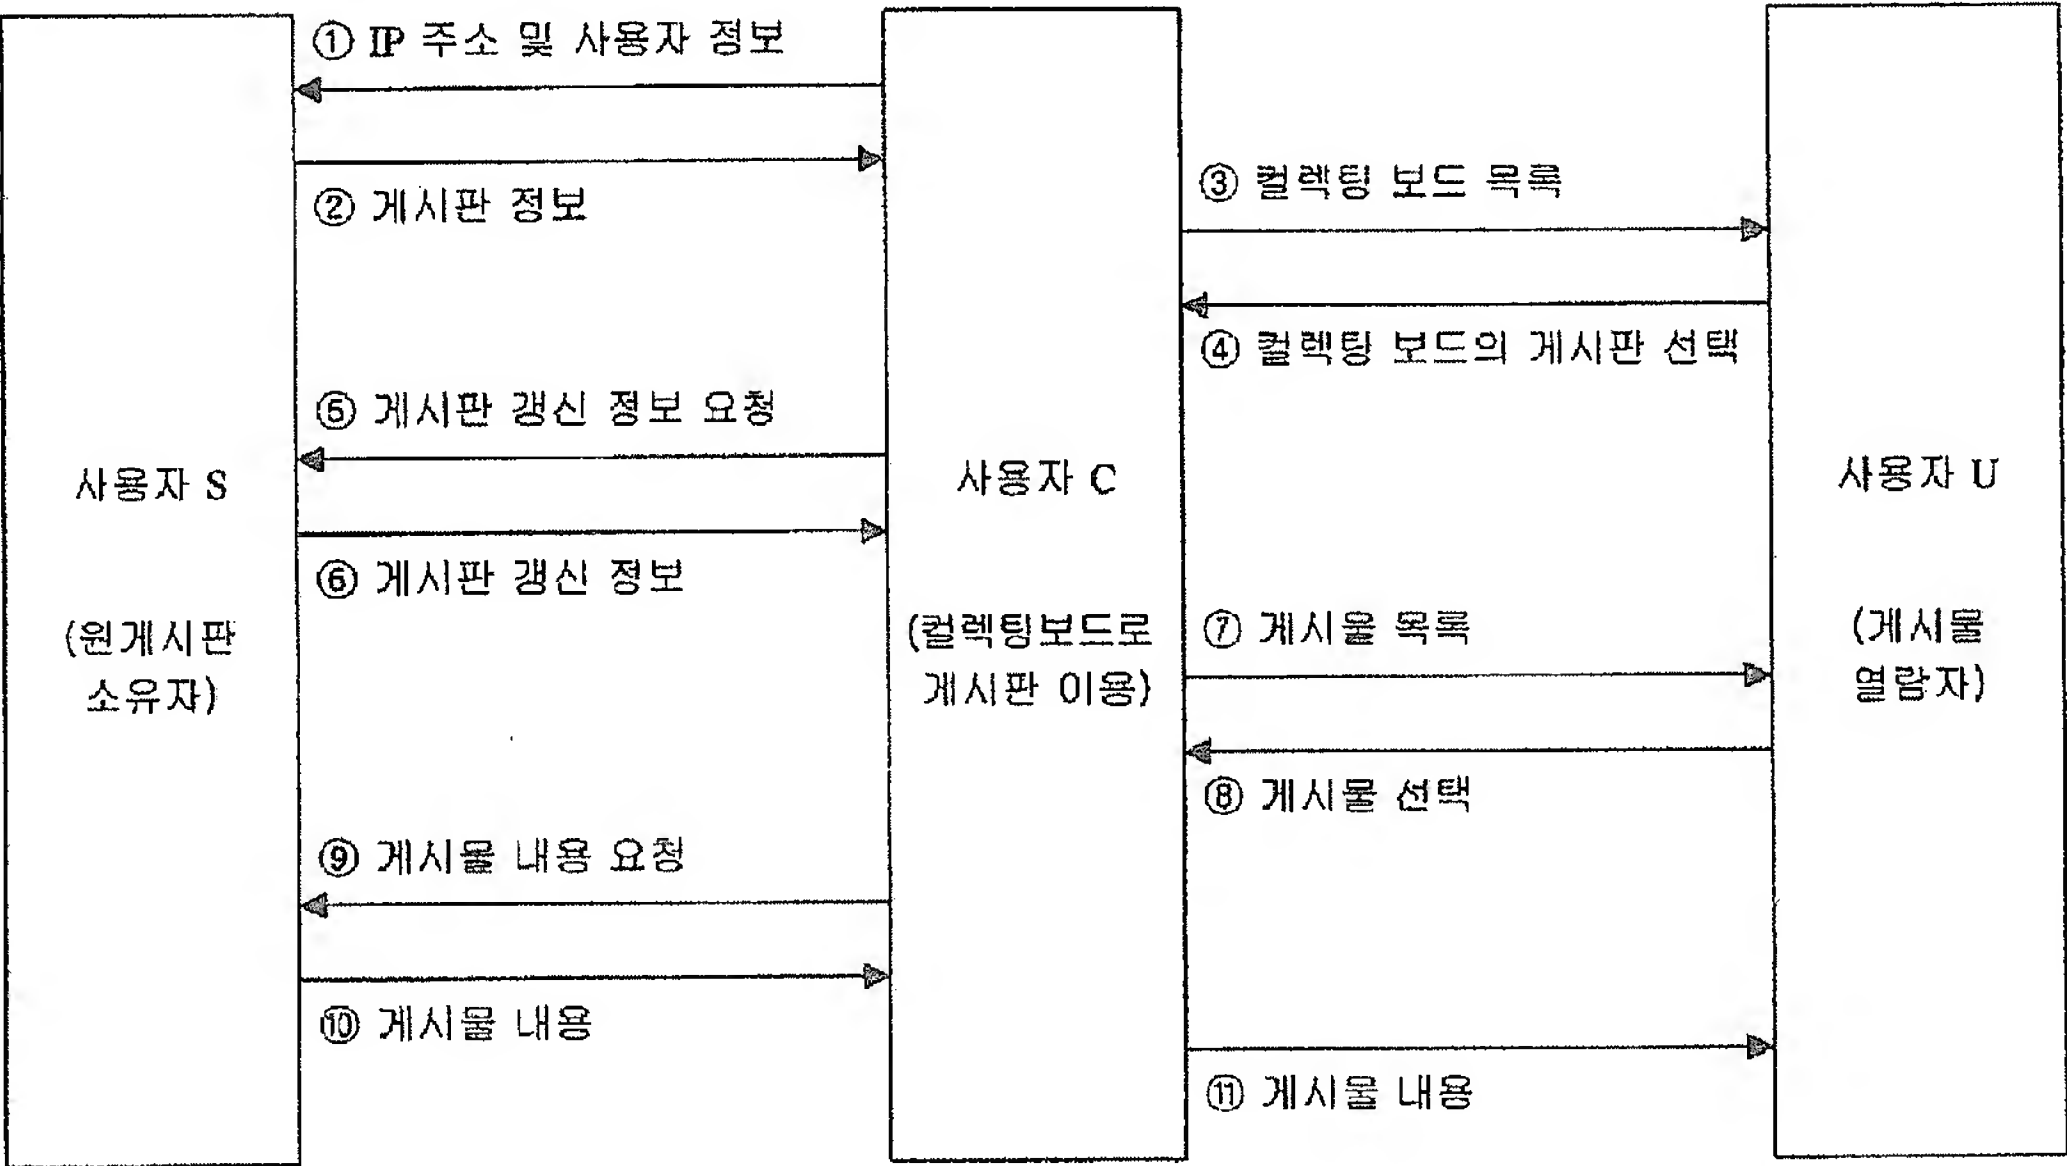 ① IP 주소 및 사용자 정보
② 게시판 정보
③ 컬렉팅 보드 목록
④ 컬렉팅 보드의 게시판 선택
⑤ 게시판 갱신 정보 요청
사용자 S
사용자 C
사용자 U
⑥ 게시판 갱신 정보
(원게시판
소유자)
(컬렉팅보드로
게시판 이용)
⑦ 게시물 목록
(게시물
열람자)
⑧ 게시물 선택
⑨ 게시물 내용 요청
⑩ 게시물 내용
⑪ 게시물 내용